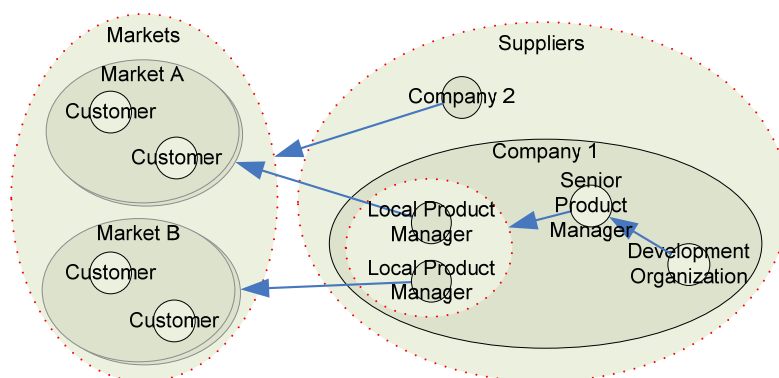 Markets
Market A
Customer
Customer
Market B
Customer
Customer
Suppliers
Company 2
Company 1
Senior
Product
Manager
Local Product
Manager
Local Product
Manager
Development
Organization